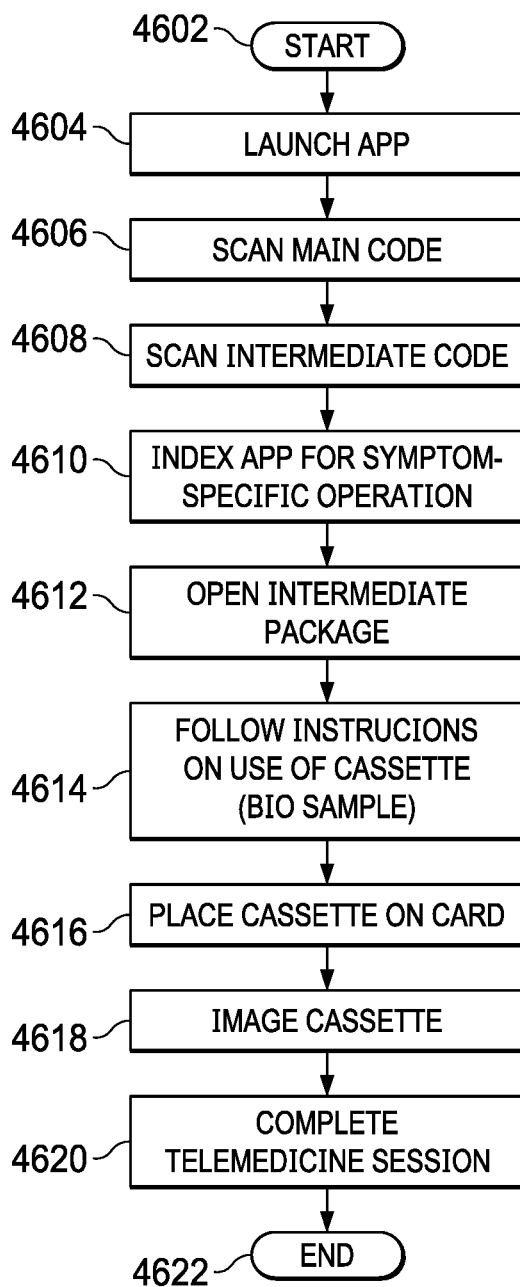 4602
START
4604
LAUNCH APP
4606
SCAN MAIN CODE
4608
SCAN INTERMEDIATE CODE
4610
INDEX APP FOR SYMPTOM-
SPECIFIC OPERATION
4612
OPEN INTERMEDIATE
PACKAGE
4614
FOLLOW INSTRUCIONS
ON USE OF CASSETTE
(BIO SAMPLE)
4616
PLACE CASSETTE ON CARD
4618
IMAGE CASSETTE
4620
COMPLETE
TELEMEDICINE SESSION
4622
END